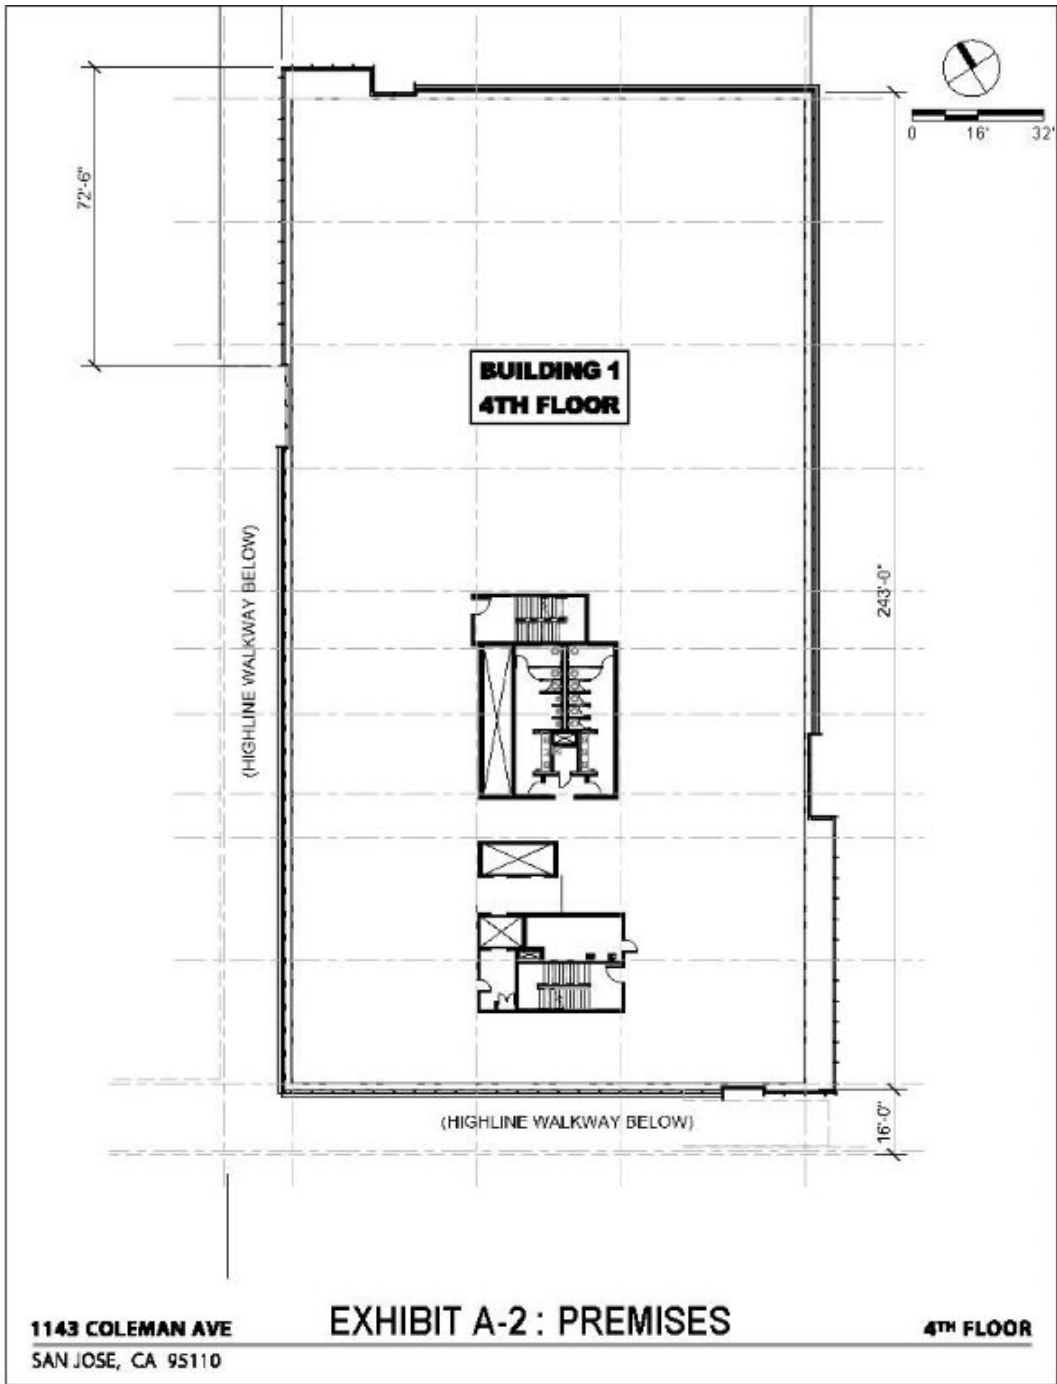 0 16' 32'
72'-6"
BUILDING 1
4TH FLOOR
(HIGHLINE WALKWAY BELOW)
243'-0"
(HIGHLINE WALKWAY BELOW)
16'-0"
1143 COLEMAN AVE
EXHIBIT A-2 : PREMISES
4TH FLOOR
SAN JOSE, CA 95110